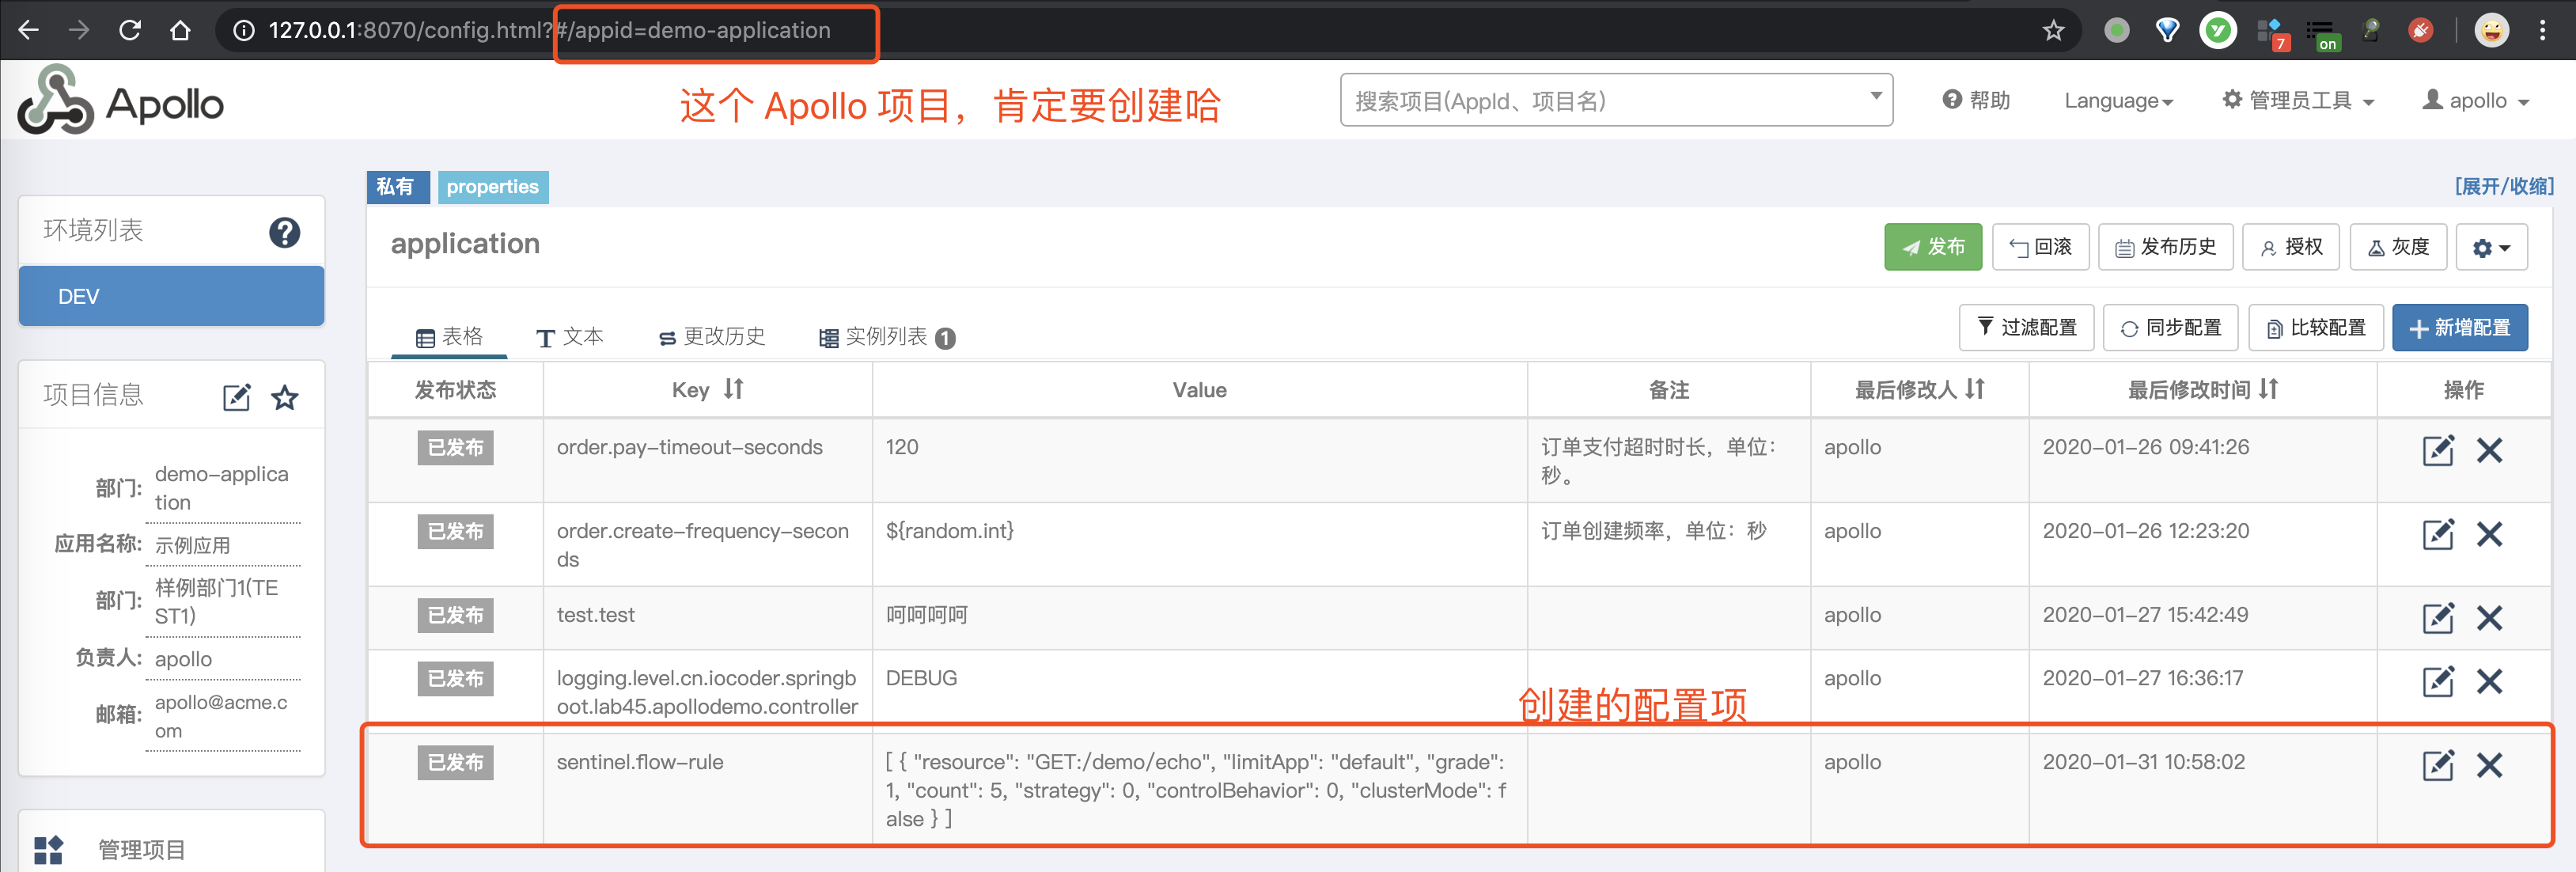 127.0.0.1:8070/config.html?#/appid=demo-application
7
on
Apollo
这个 Apollo 项目，肯定要创建哈
搜索项目(AppId、项目名)
帮助
Language
管理员工具
apollo
私有
properties
[展开/收缩]
环境列表
DEV
application
发布
回滚
发布历史
授权
灰度
表格
文本
更改历史
实例列表 1
过滤配置
同步配置
比较配置
新增配置
项目信息
部门:
demo-applica
tion
应用名称:
示例应用
部门:
样例部门1(TE
ST1)
负责人:
apollo
邮箱:
apollo@acme.c
om
管理项目
发布状态
Key
Value
备注
最后修改人
最后修改时间
操作
已发布
order.pay-timeout-seconds
120
订单支付超时时长，单位：
秒。
apollo
2020-01-26 09:41:26
已发布
order.create-frequency-secon
ds
${random.int}
订单创建频率，单位：秒
apollo
2020-01-26 12:23:20
已发布
test.test
呵呵呵呵
apollo
2020-01-27 15:42:49
已发布
logging.level.cn.iocoder.springb
oot.lab45.apollodemo.controller
DEBUG
apollo
2020-01-27 16:36:17
创建的配置项
已发布
sentinel.flow-rule
[ { "resource": "GET:/demo/echo", "limitApp": "default", "grade":
1, "count": 5, "strategy": 0, "controlBehavior": 0, "clusterMode": f
alse } ]
apollo
2020-01-31 10:58:02